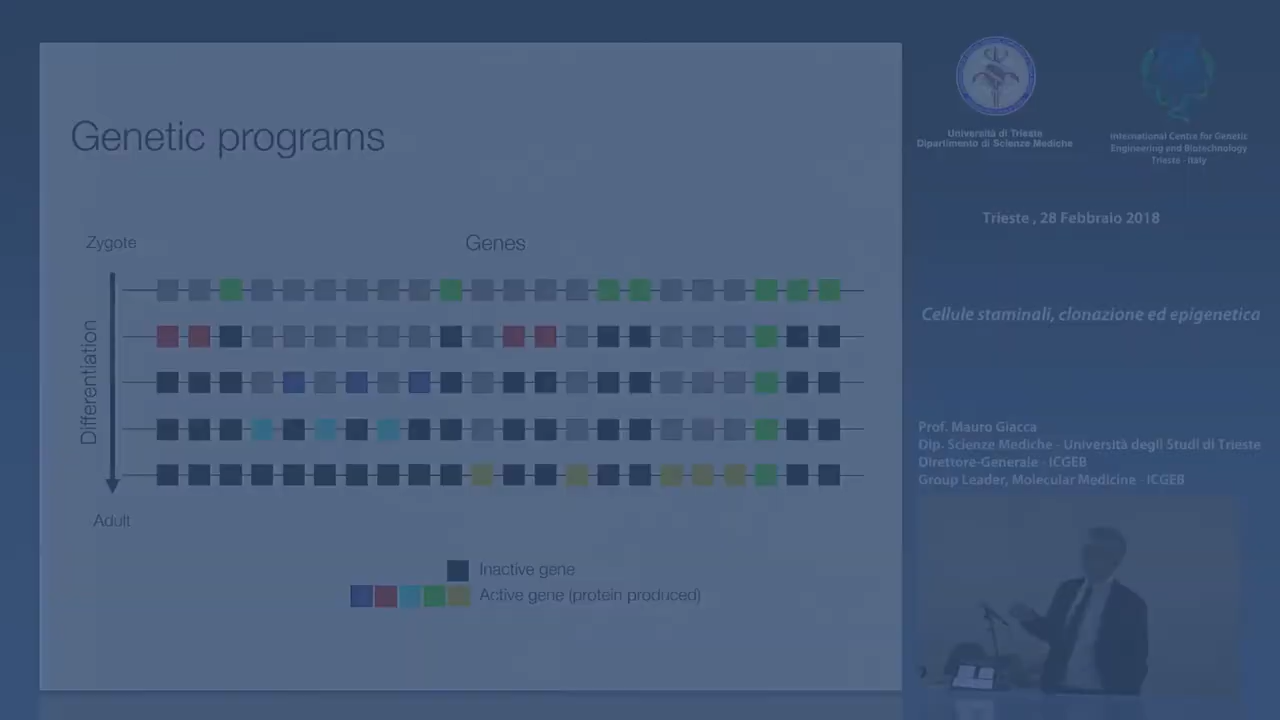 Genetic programs
Zygote
Genes
Differentiation
Adult
Inactive gene
Active gene (protein produced)
Università di Trieste
Dipartimento di Scienze Mediche
International Centre for Genetic
Engineering and Biotechnology
Trieste - Italy
Trieste , 28 Febbraio 2018
Cellule staminali, clonazione ed epigenetica
Prof. Mauro Giacca
Dip. Scienze Mediche - Università degli Studi di Trieste
Direttore-Generale - ICGEB
Group Leader, Molecular Medicine - ICGEB